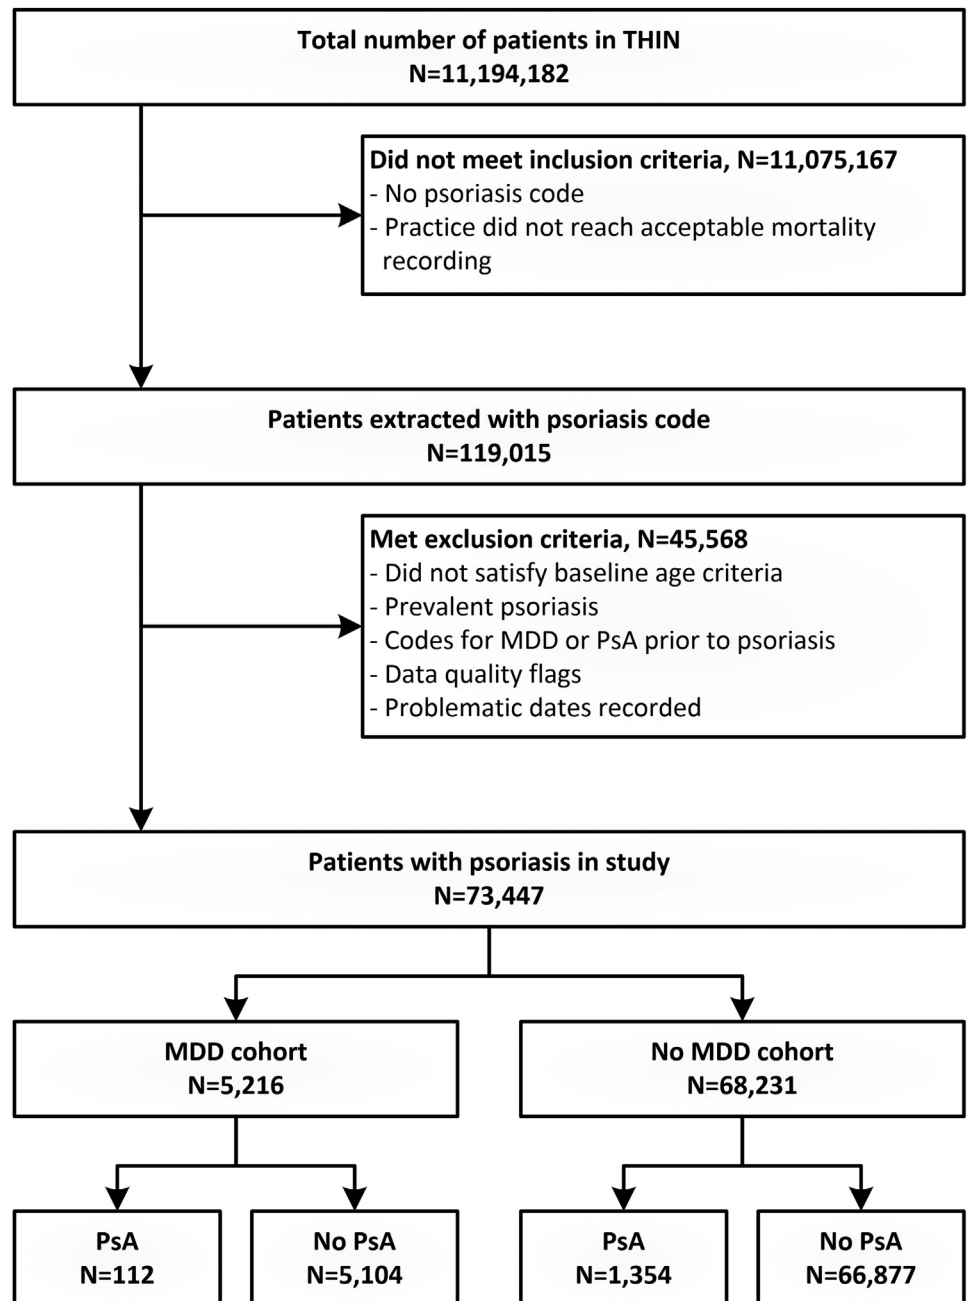 Total number of patients in THIN
N=11,194,182
Did not meet inclusion criteria, N=11,075,167
- No psoriasis code
- Practice did not reach acceptable mortality
recording
Patients extracted with psoriasis code
N=119,015
Met exclusion criteria, N=45,568
- Did not satisfy baseline age criteria
- Prevalent psoriasis
- Codes for MDD or PsA prior to psoriasis
- Data quality flags
- Problematic dates recorded
Patients with psoriasis in study
N=73,447
MDD cohort
N=5,216
No MDD cohort
N=68,231
PsA
N=112
No PsA
N=5,104
PsA
N=1,354
No PsA
N=66,877